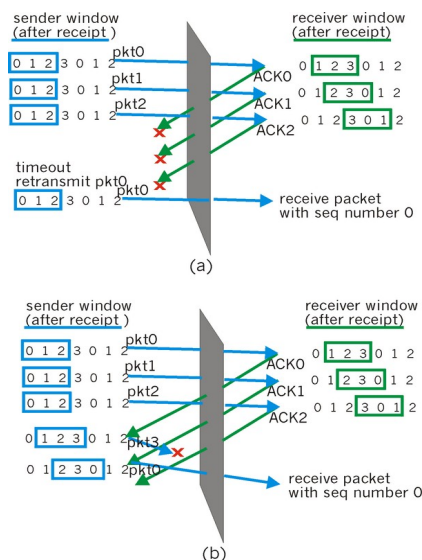 sender window
(after receipt)
receiver window
(after receipt)
pkt0
0 1 2 3 0 1 2
ACK0
0 1 2 3 0 1 2
pkt1
0 1 2 3 0 1 2
ACK1
0 1 2 3 0 1 2
pkt2
0 1 2 3 0 1 2
ACK2
0 1 2 3 0 1 2
x
x
x
timeout
retransmit pkt0
pkt0
0 1 2 3 0 1 2
receive packet
with seq number 0
(a)
sender window
(after receipt)
receiver window
(after receipt)
pkt0
0 1 2 3 0 1 2
ACK0
0 1 2 3 0 1 2
pkt1
0 1 2 3 0 1 2
ACK1
0 1 2 3 0 1 2
pkt2
0 1 2 3 0 1 2
ACK2
0 1 2 3 0 1 2
0 1 2 3 0 1 2
pkt3
x
0 1 2 3 0 1 2
pkt0
receive packet
with seq number 0
(b)